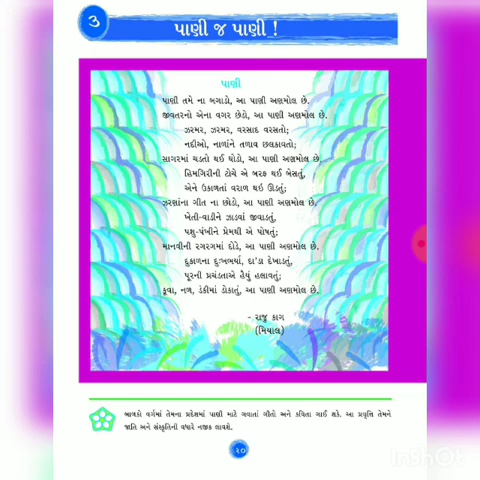 ૩
પાણી જ પાણી !
પાણી
પાણી તમે ના બગાડો, આ પાણી અણમોલ છે.
જીવતરનો એના વગર છેડો, આ પાણી અણમોલ છે.
ઝરમર, ઝરમર, વરસાદ વરસતો;
નદીઓ, નાળાંને તળાવ છલકાવતો;
સાગરમાં ચડતો થઈ ઘોડો, આ પાણી અણમોલ છે.
હિમગિરીની ટોચે એ બરફ થઈ બેસતું,
એને ઉકાળતાં વરાળ થઇ ઊડતું;
ઝરણાંના ગીત ના છોડો, આ પાણી અણમોલ છે.
ખેતી-વાડીને ઝાડવાં જીવાડતું,
પશુ-પંખીને પ્રેમથી એ પોષતું;
માનવીની રગરગમાં દોડે, આ પાણી અણમોલ છે.
દુકાળના દુઃખભર્યા, દા'ડા દેખાડતું,
પૂરની પ્રચંડતાએ હૈયું હલાવતું;
કૂવા, નળ, ડંકીમાં ડોકાતું, આ પાણી અણમોલ છે.
- રાજુ કાગ
(મિયાલ)
બાળકો વર્ગમાં તેમના પ્રદેશમાં પાણી માટે ગવાતાં ગીતો અને કવિતા ગાઈ શકે. આ પ્રવૃત્તિ તેમને
જાતિ અને સંસ્કૃતિની વધારે નજીક લાવશે.
૨૦
InShOt